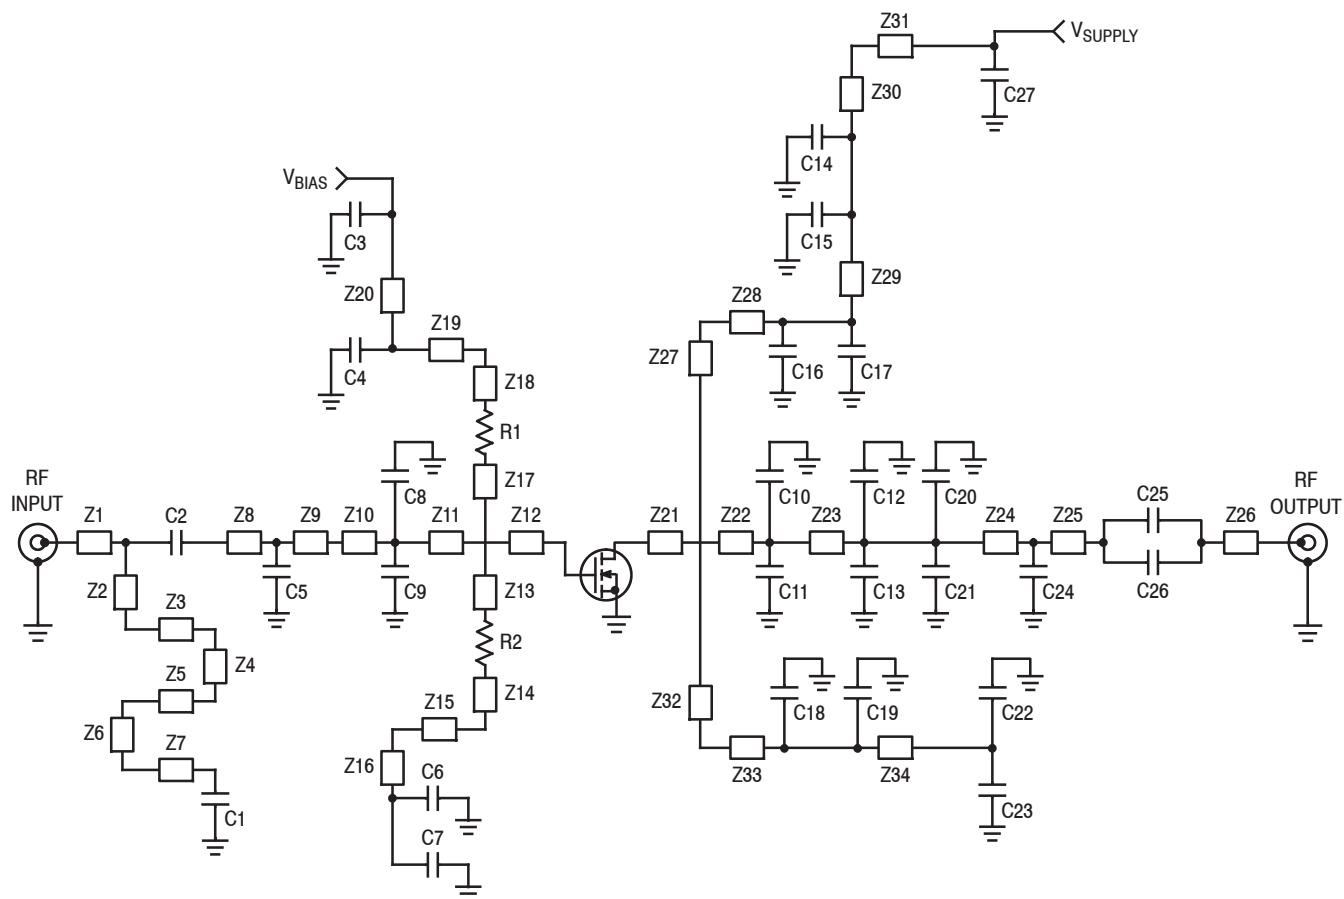 Z31
VSUPPLY
Z30
C27
C14
VBIAS
C3
C15
Z29
Z20
Z28
Z19
Z27
C4
Z18
C16
C17
R1
RF
INPUT
C8
Z17
C10
C12
C20
C25
RF
OUTPUT
Z1
C2
Z8
Z9
Z10
Z11
Z12
Z21
Z22
Z23
Z24
Z25
Z26
Z2
C5
C9
Z13
C11
C13
C21
C24
C26
Z3
R2
Z4
Z5
Z14
Z15
Z32
C18
C19
C22
Z6
Z7
Z16
C6
Z33
Z34
C1
C7
C23